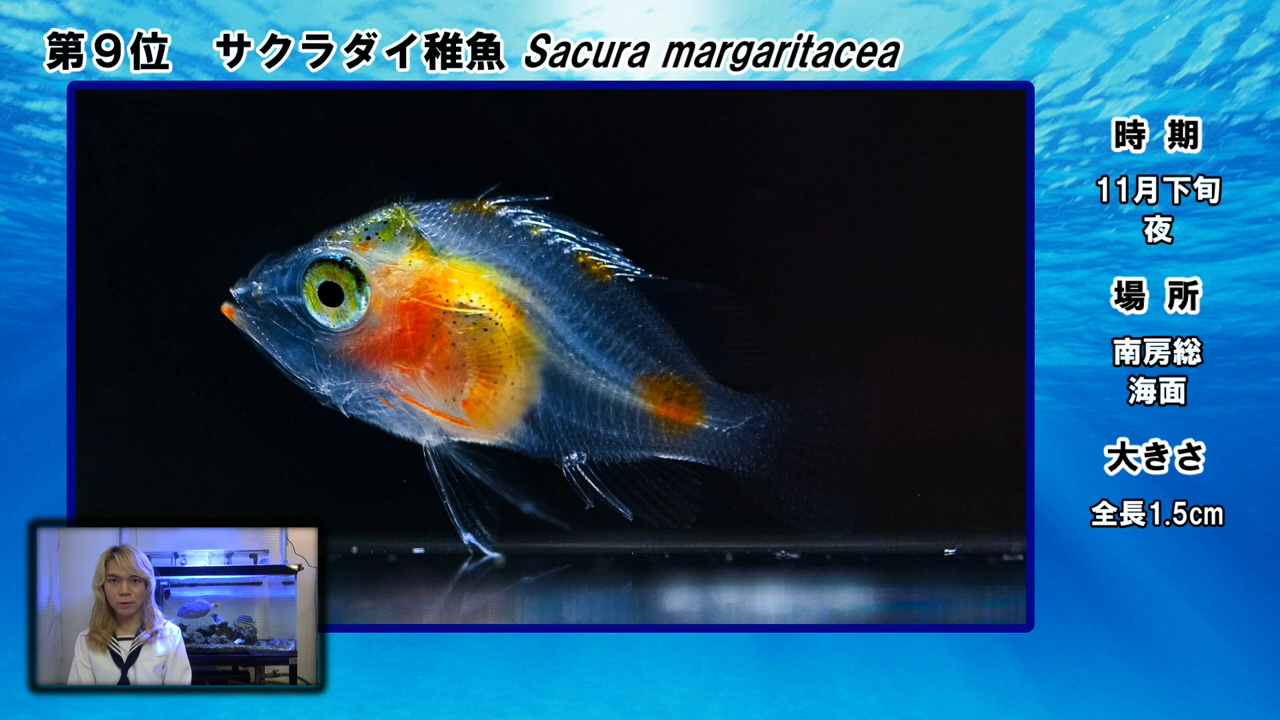 第9位　サクラダイ稚魚 Sacura margaritacea
時 期
11月下旬
夜
場 所
南房総
海面
大きさ
全長1.5cm